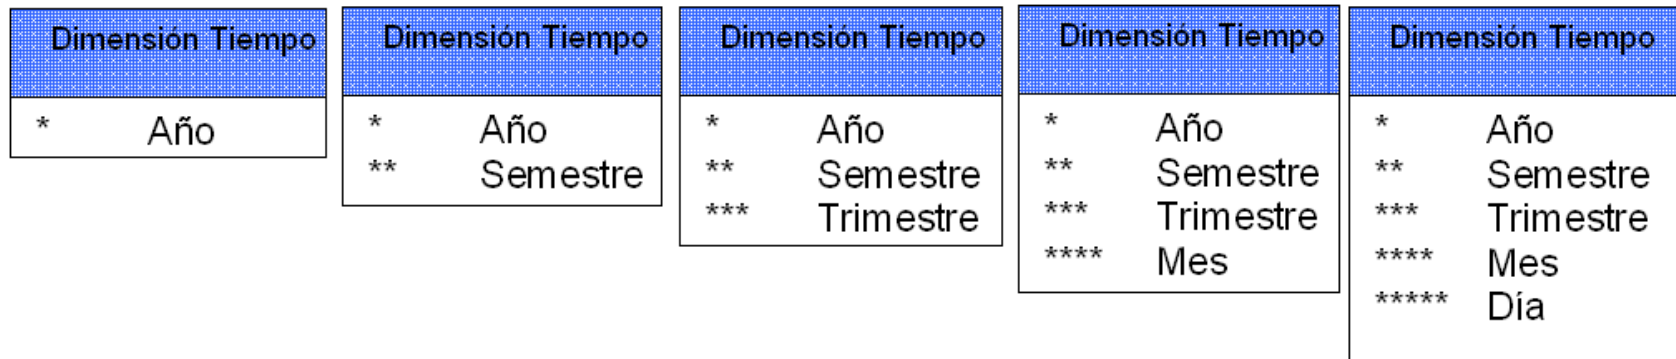 Dimensión Tiempo
* Año
Dimensión Tiempo
* Año
** Semestre
Dimensión Tiempo
* Año
** Semestre
*** Trimestre
Dimensión Tiempo
* Año
** Semestre
*** Trimestre
**** Mes
Dimensión Tiempo
* Año
** Semestre
*** Trimestre
**** Mes
***** Día